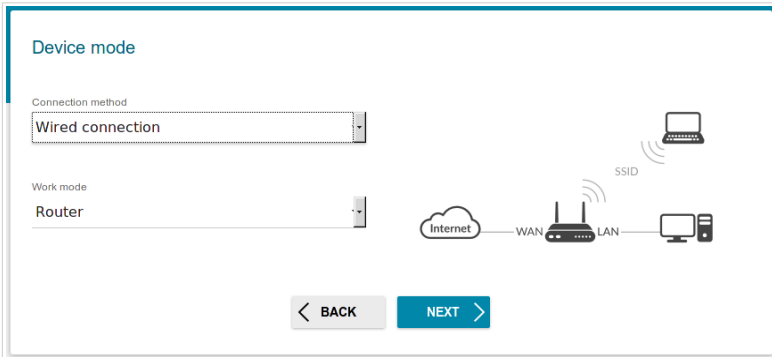 Device mode
Connection method
Wired connection
Work mode
Router
SSID
Internet
WAN
LAN
BACK
NEXT